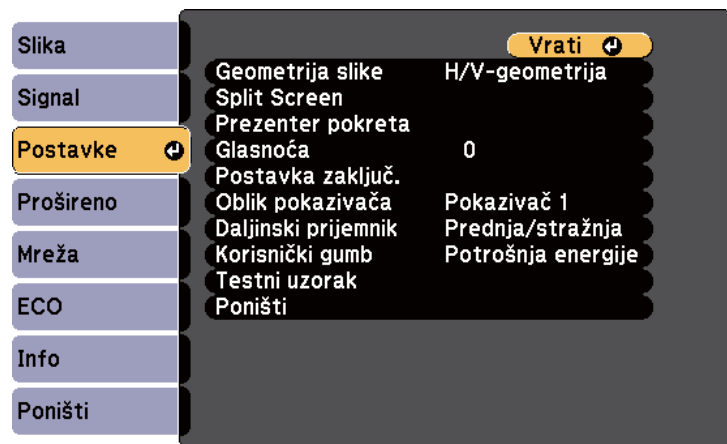 Slika
Signal
Postavke
Prošireno
Mreža
ECO
Info
Poništi
Vrati
Geometrija slike H/V-geometrija
Split Screen
Prezenter pokreta
Glasnoća 0
Postavka zaključ.
Oblik pokazivača Pokazivač 1
Daljinski prijemnik Prednja/stražnja
Korisnički gumb Potrošnja energije
Testni uzorak
Poništi